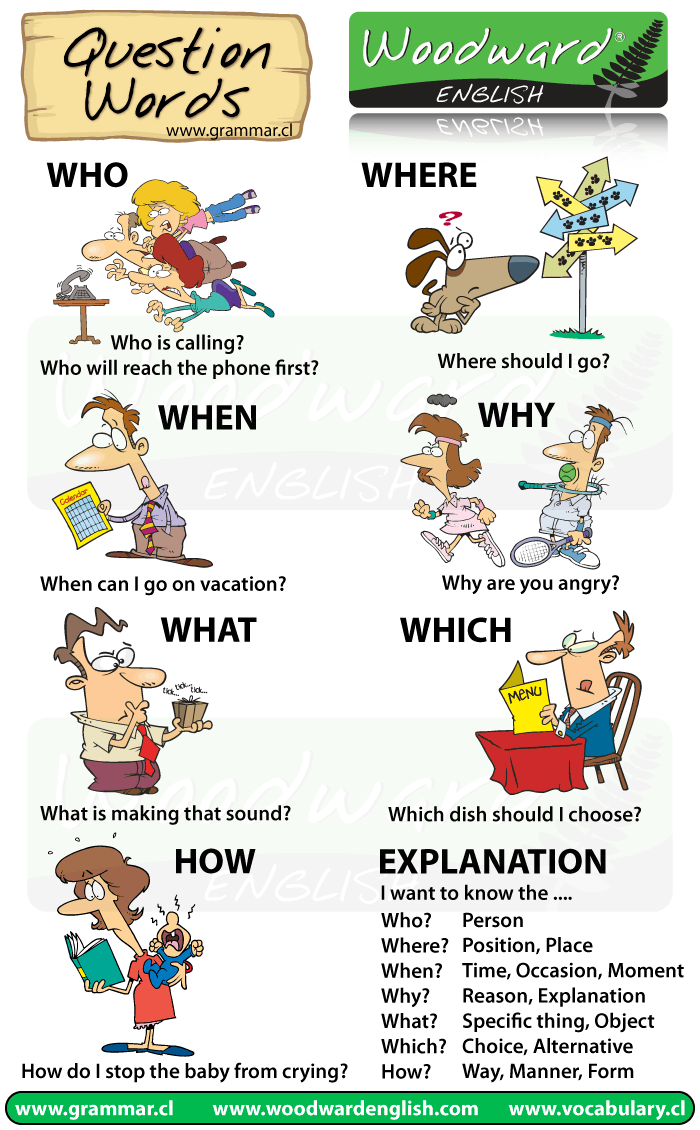 Question
Words
www.grammar.cl
Woodward®
ENGLISH
WHO
Who is calling?
Who will reach the phone first?
WHERE
?
Where should I go?
WHEN
Calendar
When can I go on vacation?
WHY
Why are you angry?
WHAT
tick... tick... tick...
What is making that sound?
WHICH
MENU
Which dish should I choose?
HOW
How do I stop the baby from crying?
EXPLANATION
I want to know the ....
Who? Person
Where? Position, Place
When? Time, Occasion, Moment
Why? Reason, Explanation
What? Specific thing, Object
Which? Choice, Alternative
How? Way, Manner, Form
Woodward
ENGLISH
Woodward
ENGLISH
www.grammar.cl www.woodwardenglish.com www.vocabulary.cl